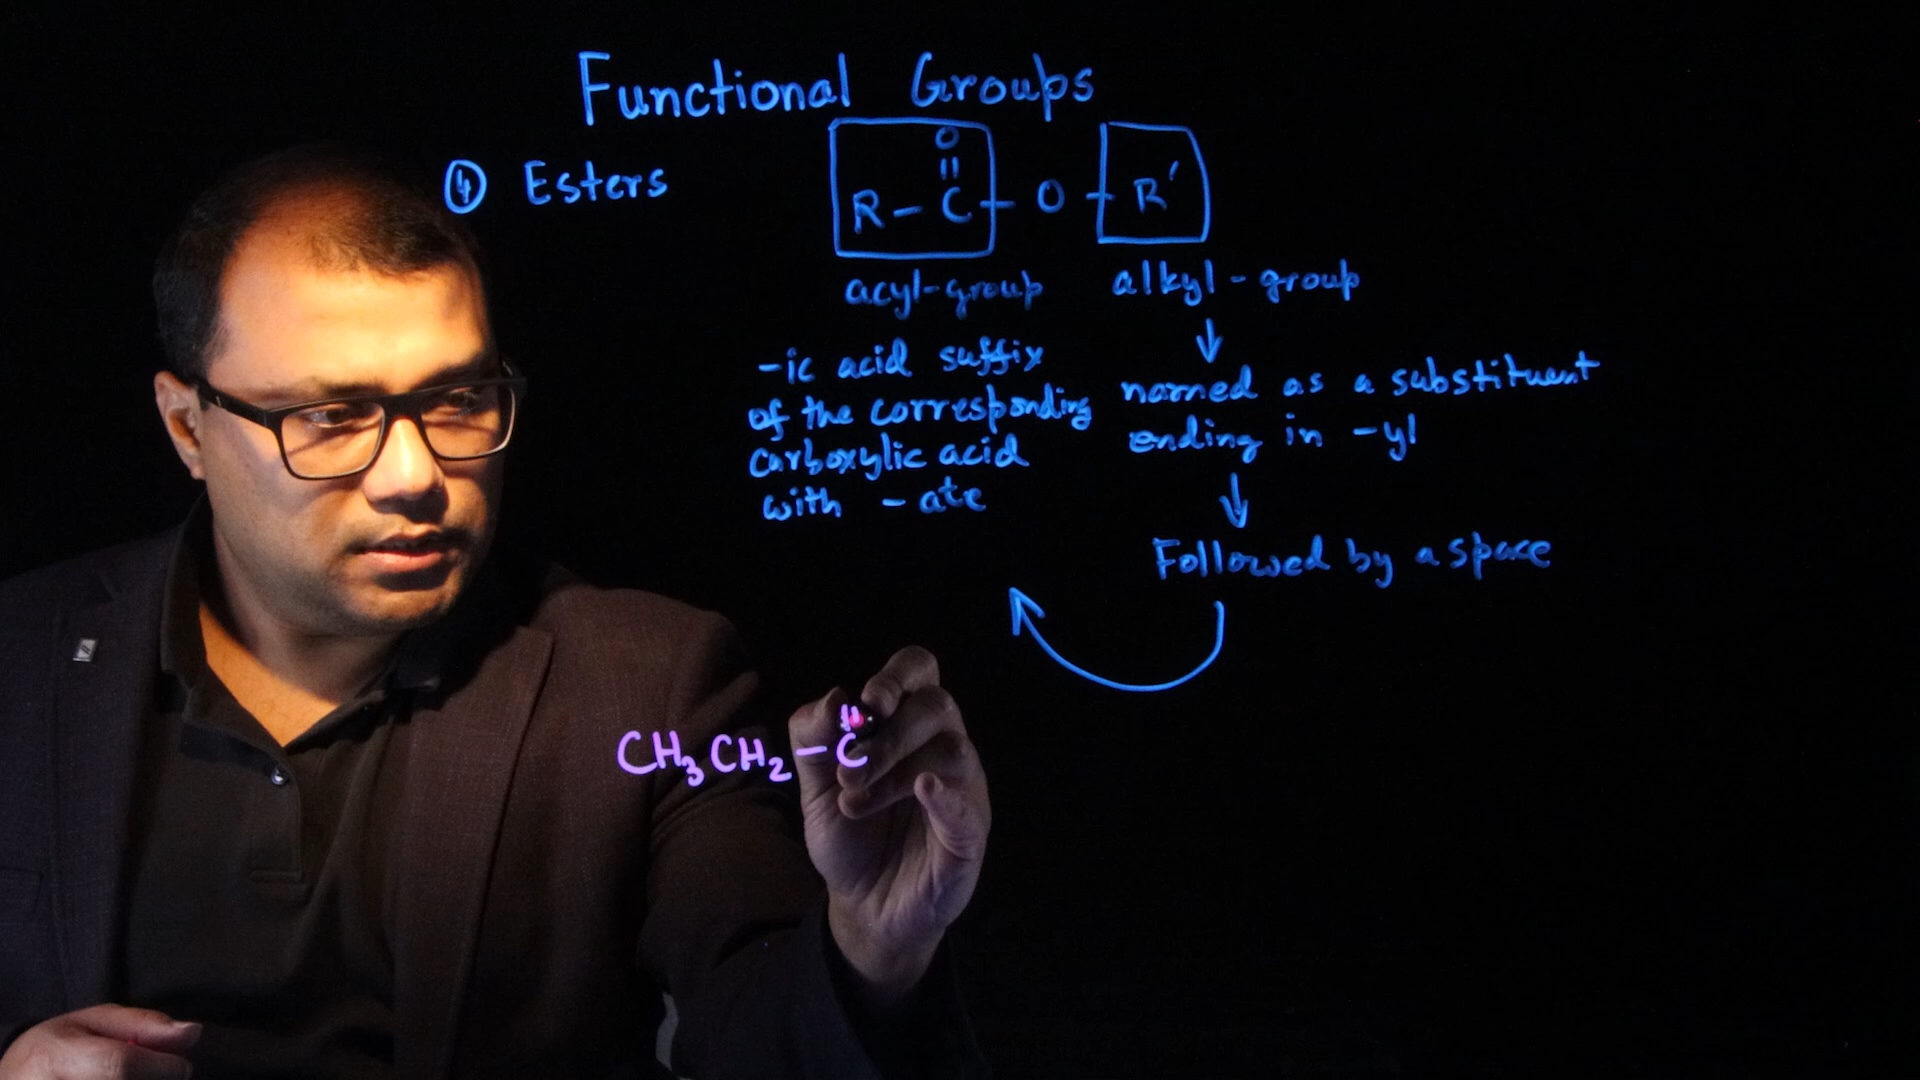 Functional Groups
④ Esters
O
||
R - C - O - R'
acyl-group
alkyl-group
-ic acid suffix
of the corresponding
carboxylic acid
with -ate
named as a substituent
ending in -yl
Followed by a space
CH₃CH₂-C